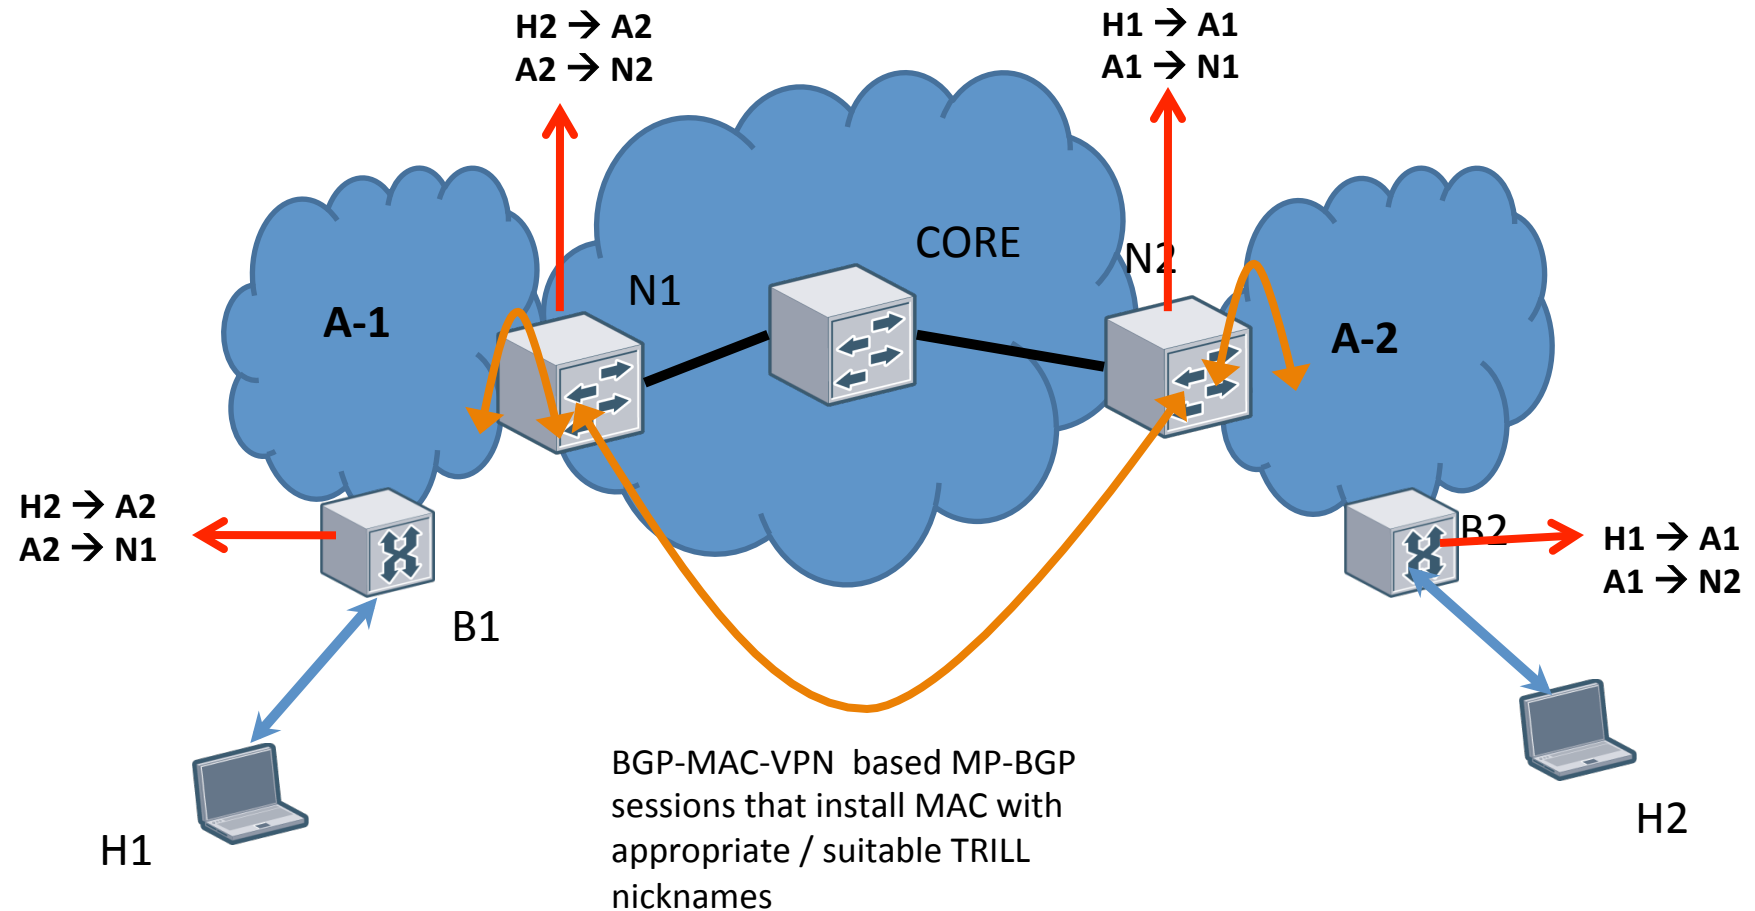 H2 → A2
A2 → N2
H1 → A1
A1 → N1
CORE
N2
N1
A-1
A-2
H2 → A2
A2 → N1
B2
H1 → A1
A1 → N2
B1
BGP-MAC-VPN based MP-BGP
sessions that install MAC with
appropriate / suitable TRILL
nicknames
H2
H1